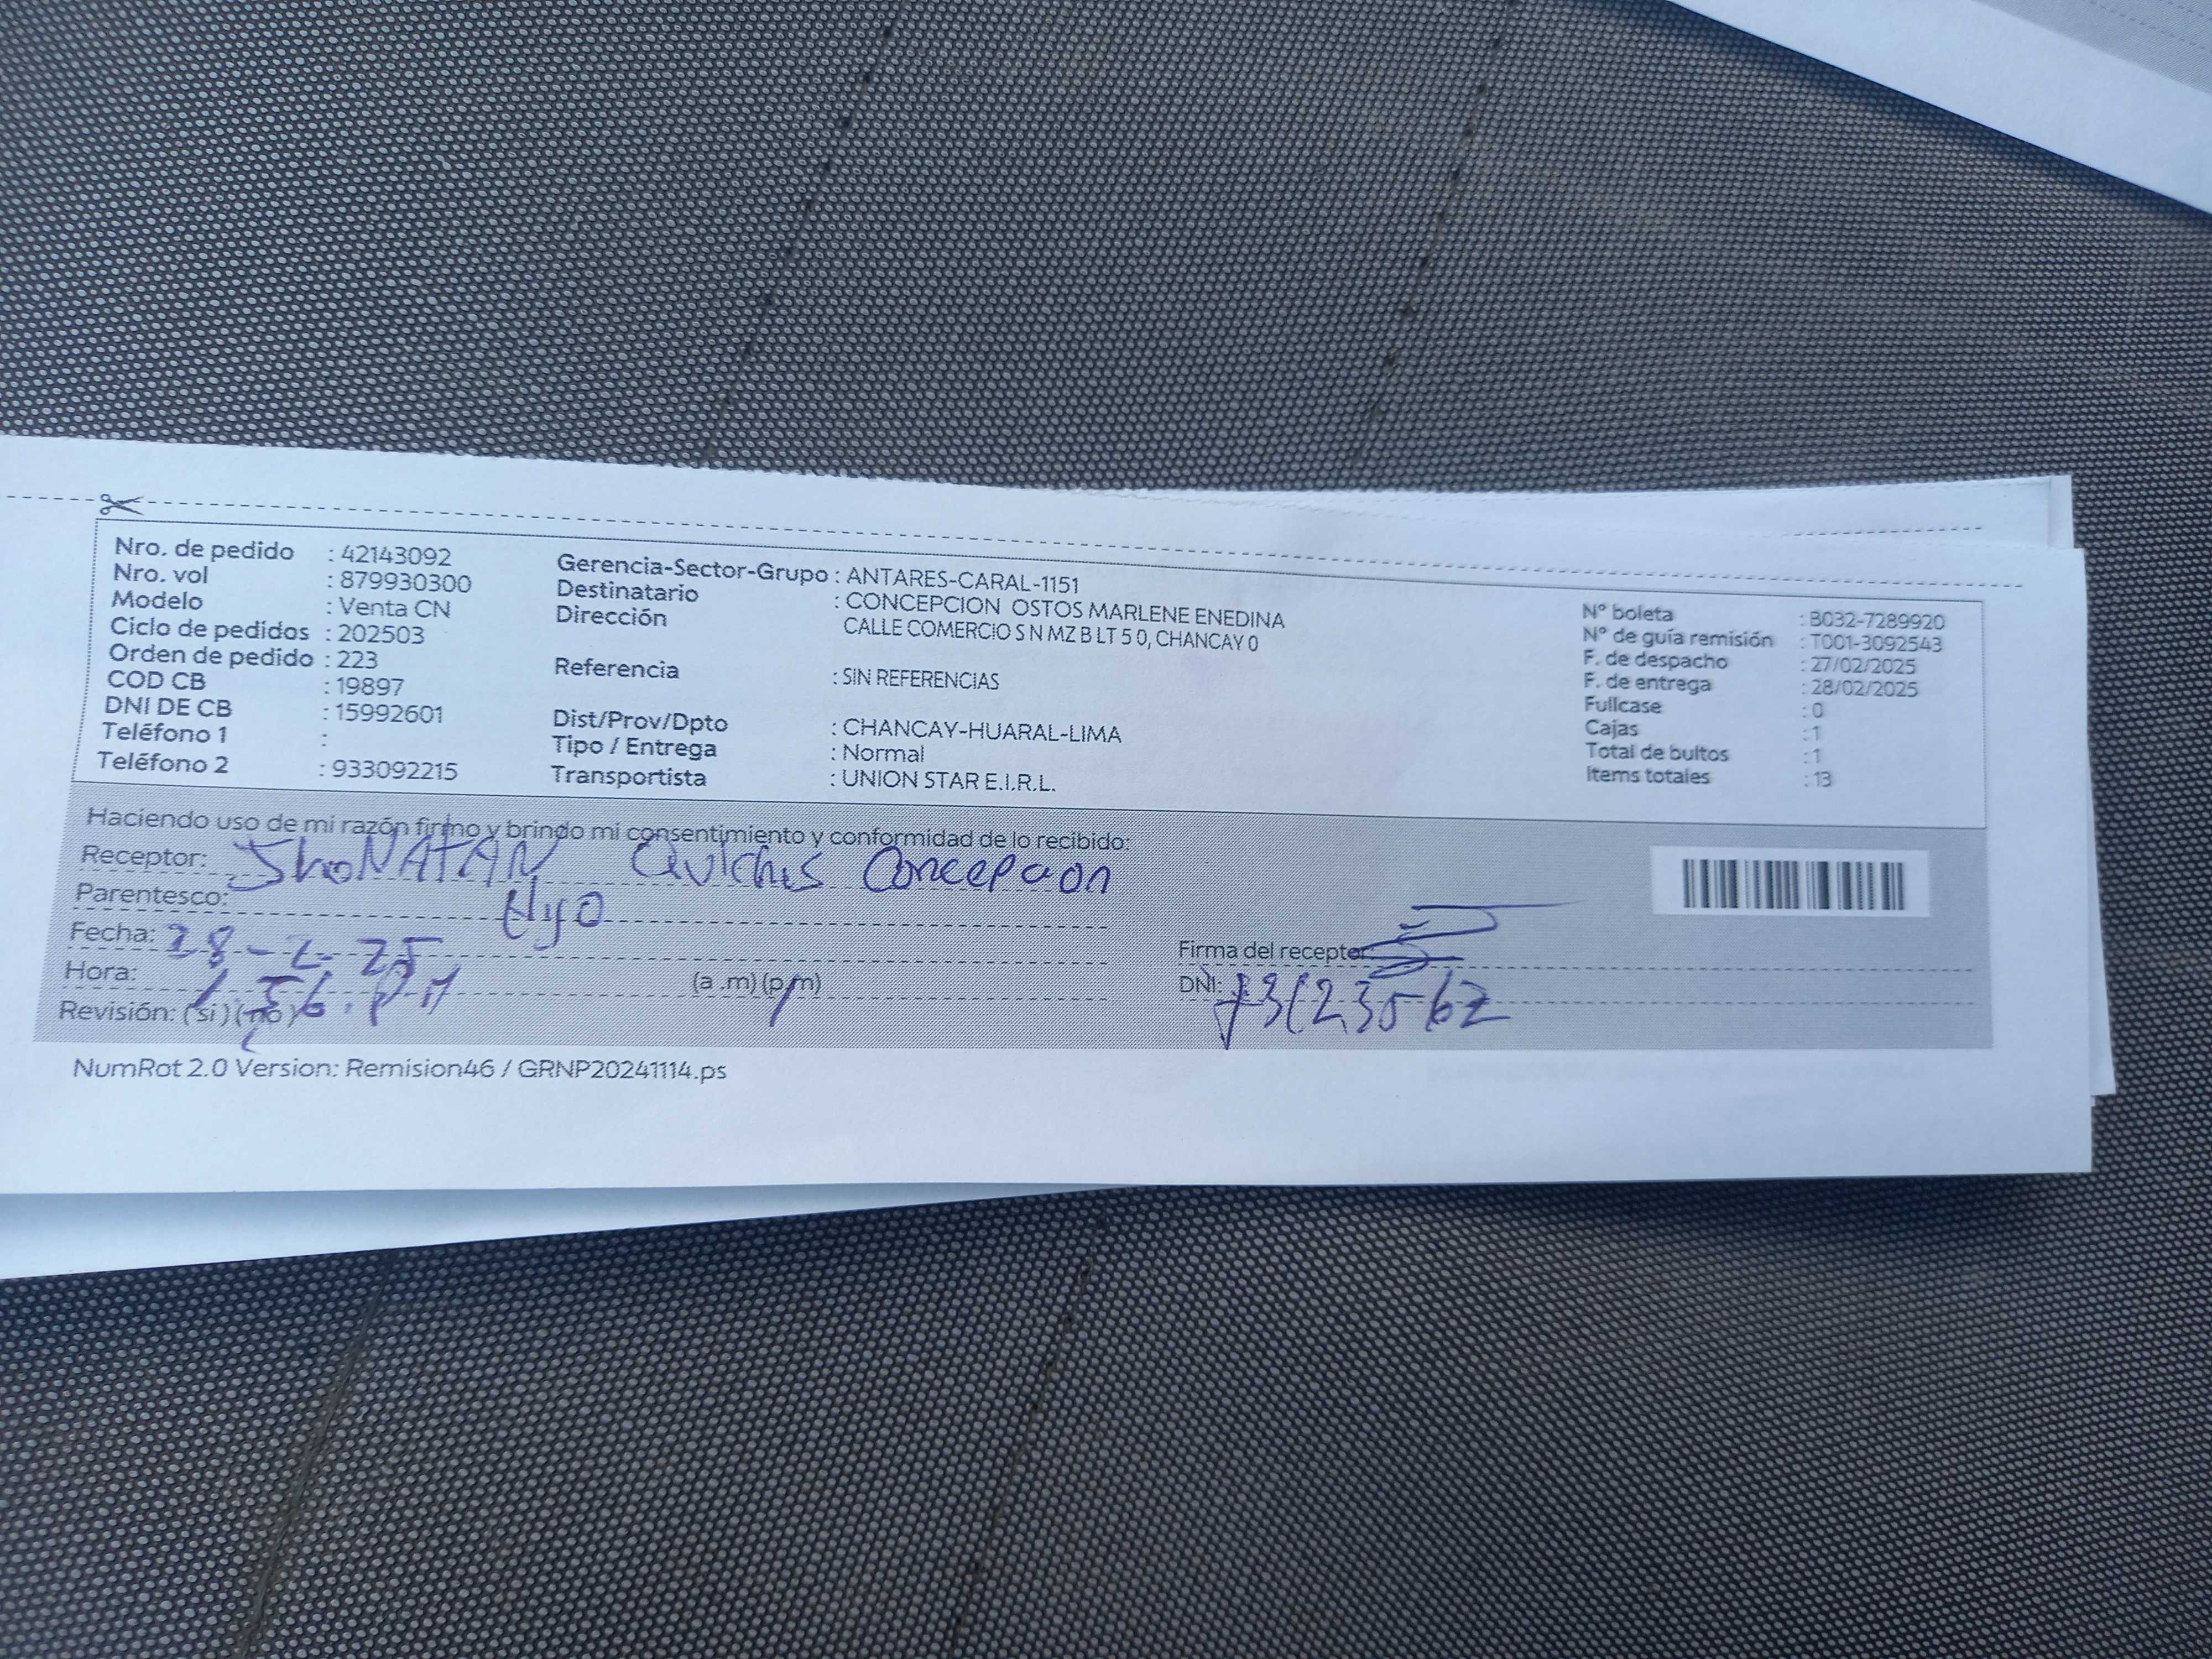 Nro. de pedido : 42143092
Nro. vol : 879930300
Modelo : Venta CN
Ciclo de pedidos : 202503
Orden de pedido : 223
COD CB : 19897
DNI DE CB : 15992601
Teléfono 1 :
Teléfono 2 : 933092215
Gerencia-Sector-Grupo : ANTARES-CARAL-1151
Destinatario : CONCEPCION OSTOS MARLENE ENEDINA
Dirección CALLE COMERCIO S N MZ B LT 5 0, CHANCAY 0
Referencia : SIN REFERENCIAS
Dist/Prov/Dpto : CHANCAY-HUARAL-LIMA
Tipo / Entrega : Normal
Transportista : UNION STAR E.I.R.L.
N° boleta : B032-7289920
N° de guía remisión : T001-3092543
F. de despacho : 27/02/2025
F. de entrega : 28/02/2025
Fullcase : 0
Cajas : 1
Total de bultos : 1
Items totales : 13
Haciendo uso de mi razón firmo y brindo mi consentimiento y conformidad de lo recibido:
Receptor: Quichis Concepcion
Parentesco: Hijo
Fecha: 28-2-25
Hora: 1,56.PM (a .m) (p.m)
Revisión: (si) (no)
Firma del receptor:
DNI:
NumRot 2.0 Version: Remision46 / GRNP20241114.ps